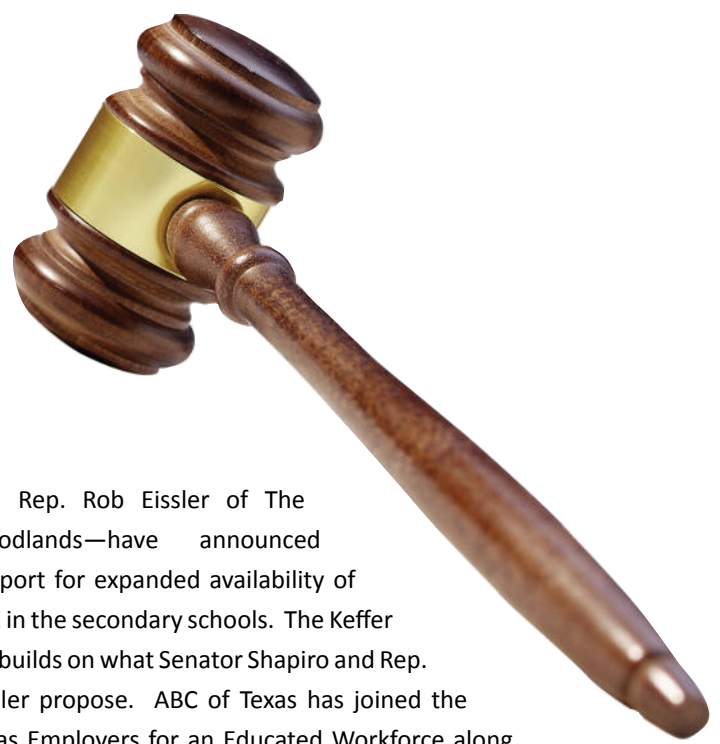 Rep. Rob Eissler of The
odlands—have announced
port for expanded availability of
in the secondary schools. The Keffer
builds on what Senator Shapiro and Rep.
ler propose. ABC of Texas has joined the
as Employers for an Educated Workforce along